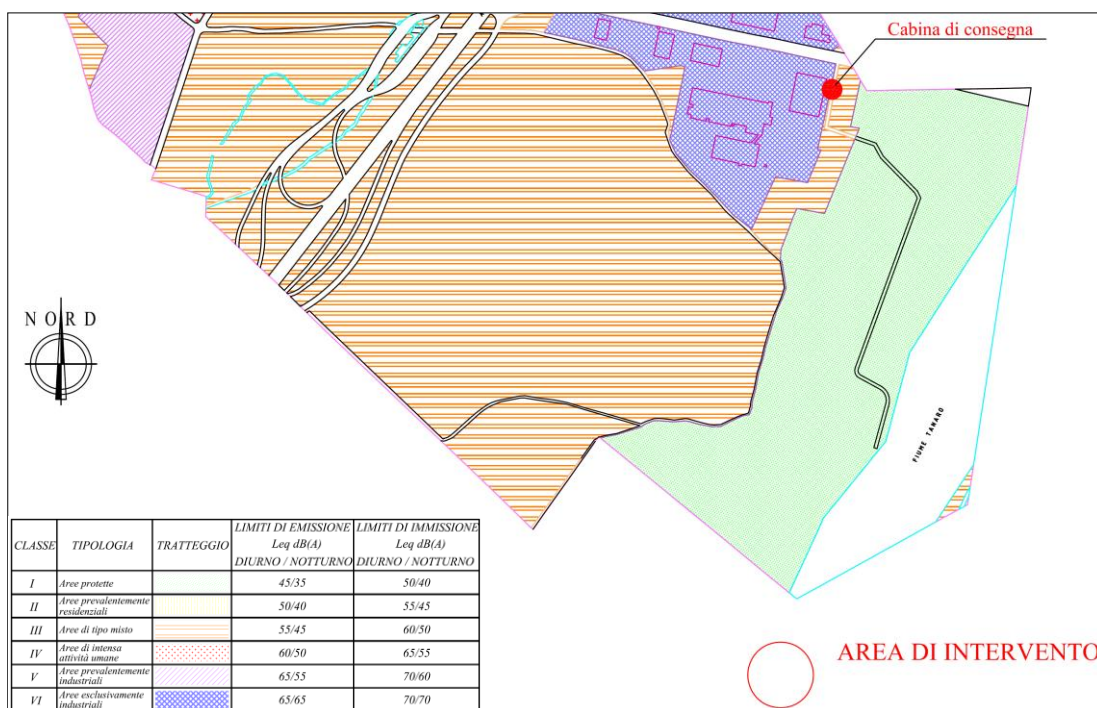 Cabina di consegna
NORD
FIUME TANARO
CLASSE TIPOLOGIA TRATTEGGIO LIMITI DI EMISSIONE Leq dB(A) DIURNO / NOTTURNO LIMITI DI IMMISSIONE Leq dB(A) DIURNO / NOTTURNO
I Aree protette 45/35 50/40
II Aree prevalentemente residenziali 50/40 55/45
III Aree di tipo misto 55/45 60/50
IV Aree di intensa attività umane 60/50 65/55
V Aree prevalentemente industriali 65/55 70/60
VI Aree esclusivamente industriali 65/65 70/70
AREA DI INTERVENTO